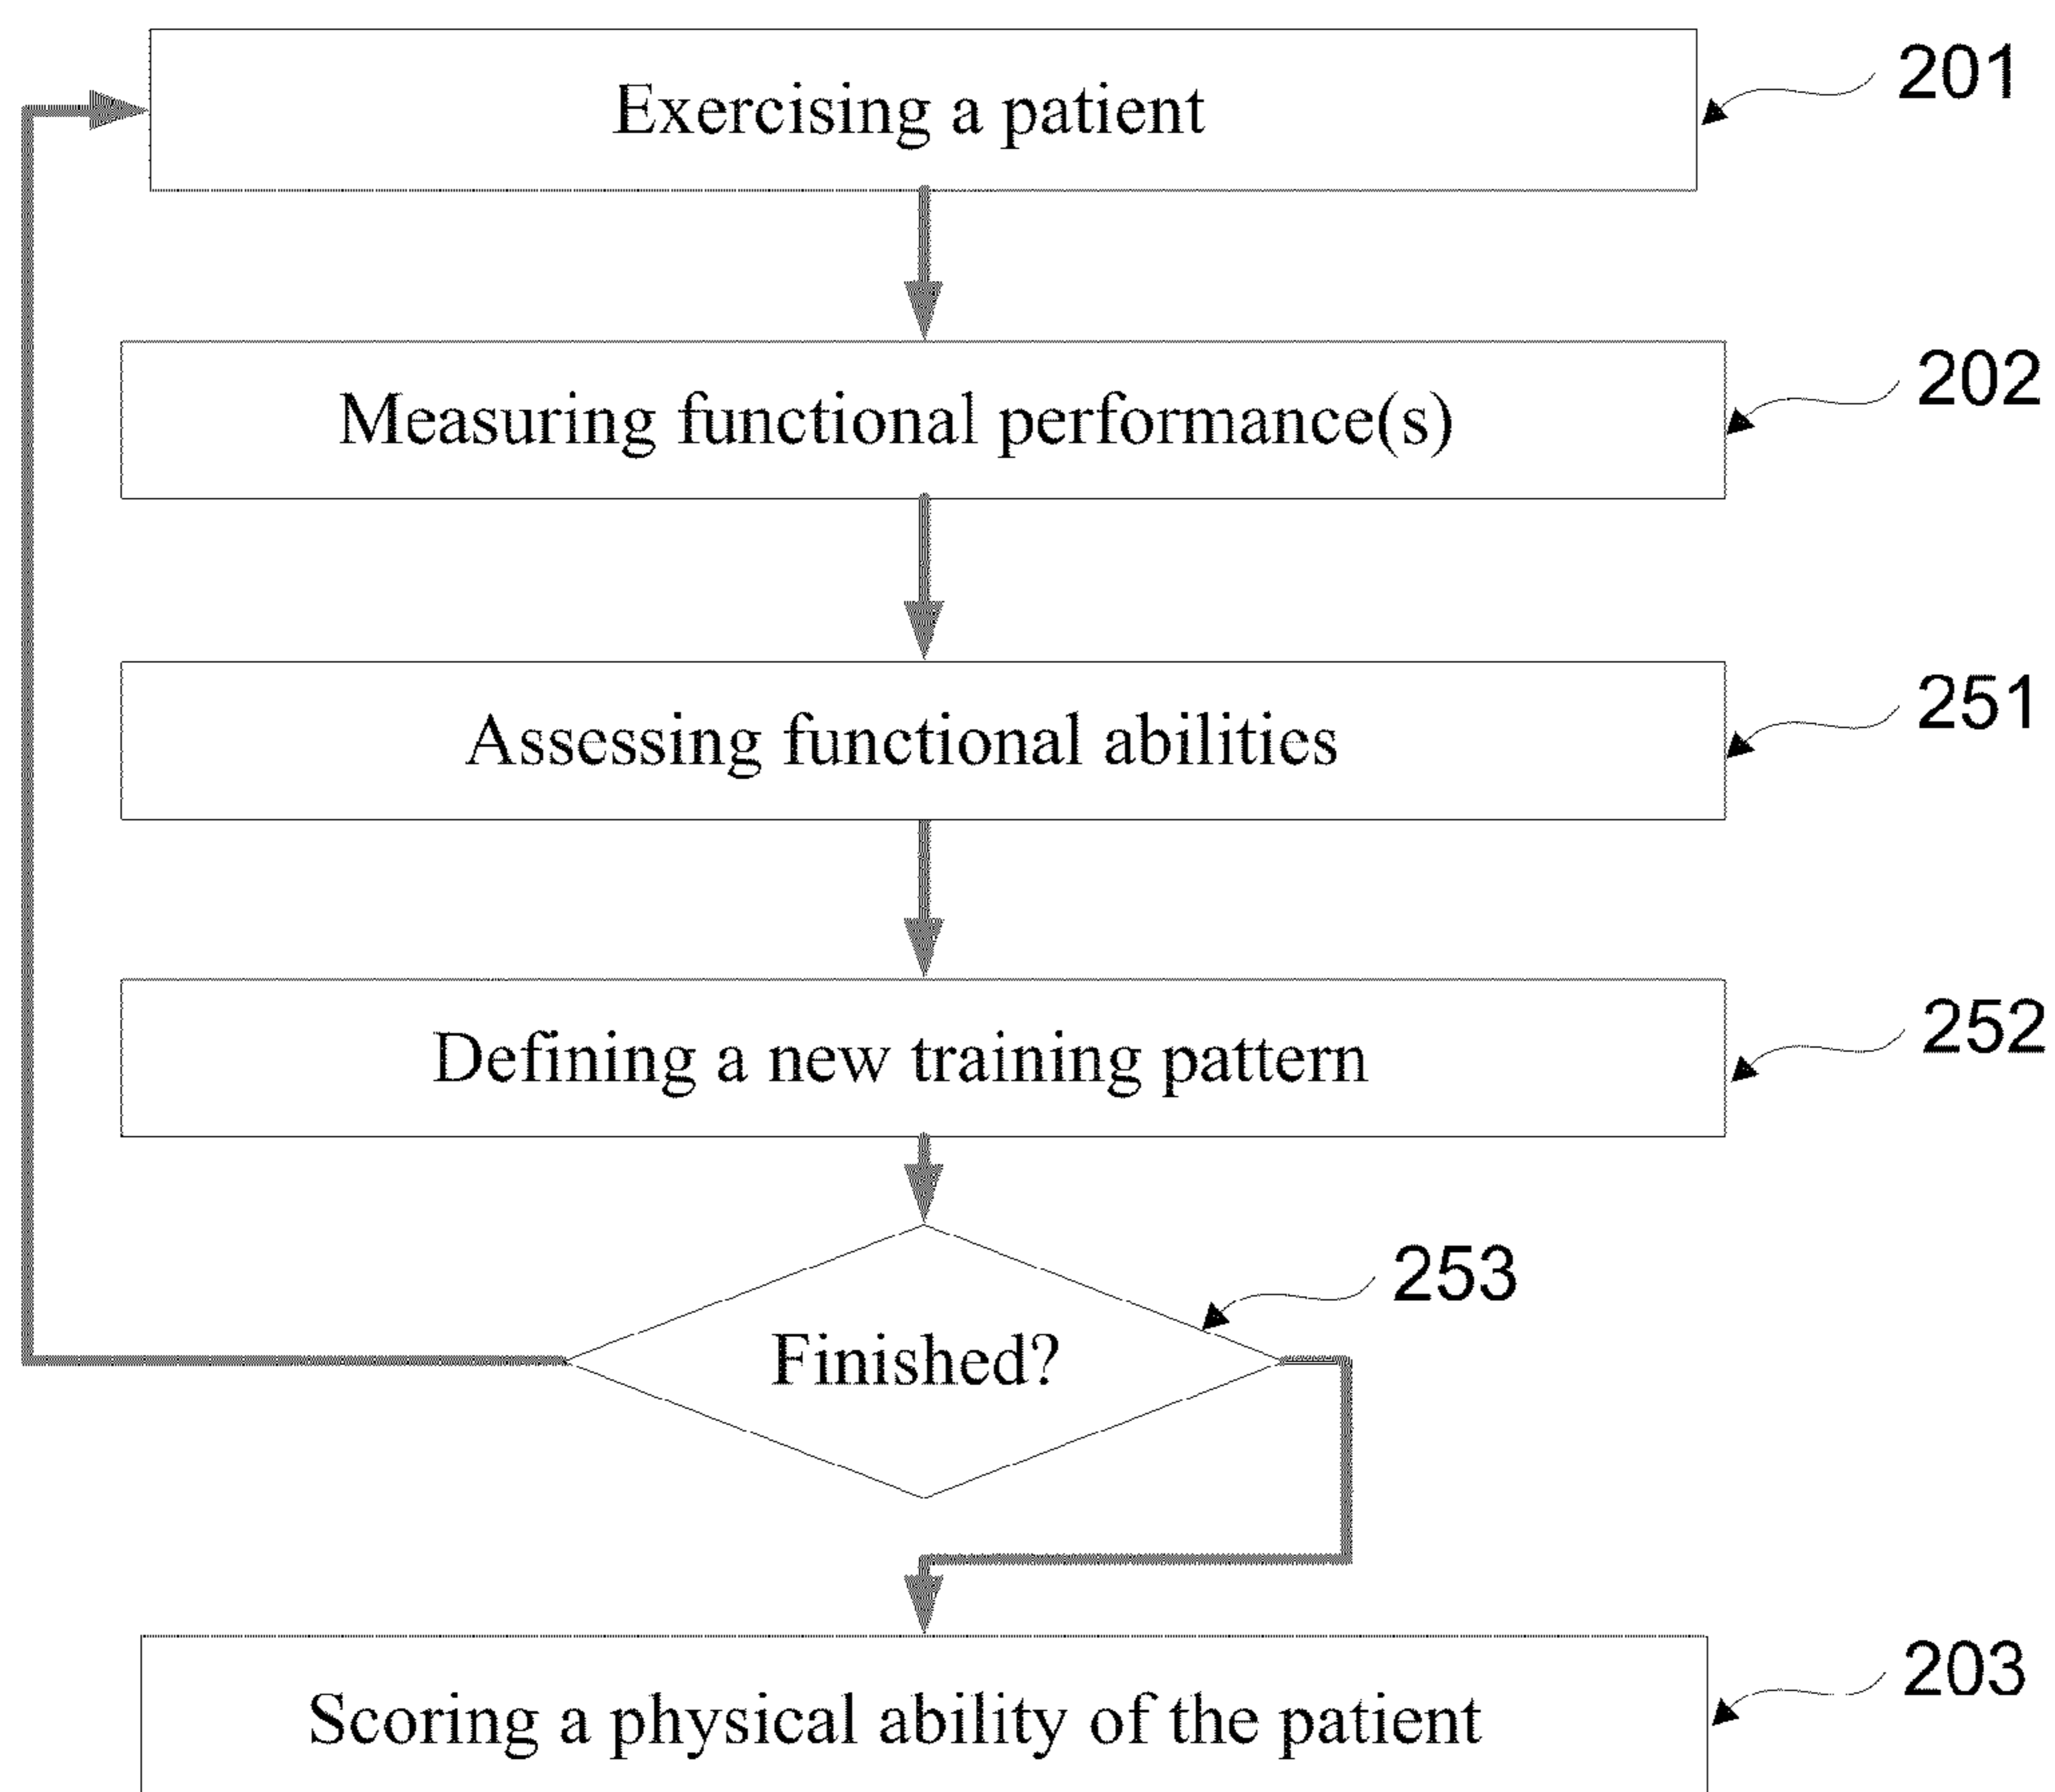 Exercising a patient
201
Measuring functional performance(s)
202
Assessing functional abilities
251
Defining a new training pattern
252
Finished?
253
Scoring a physical ability of the patient
203